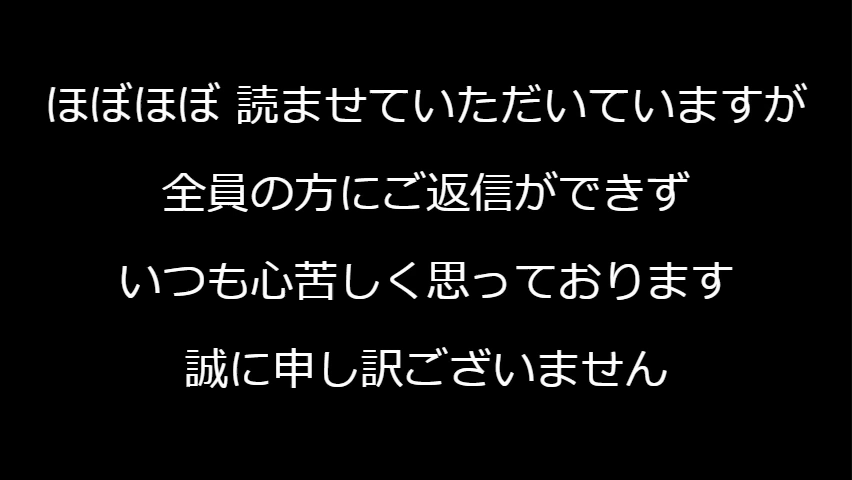 ほぼほぼ 読ませていただいていますが
全員の方にご返信ができず
いつも心苦しく思っております
誠に申し訳ございません